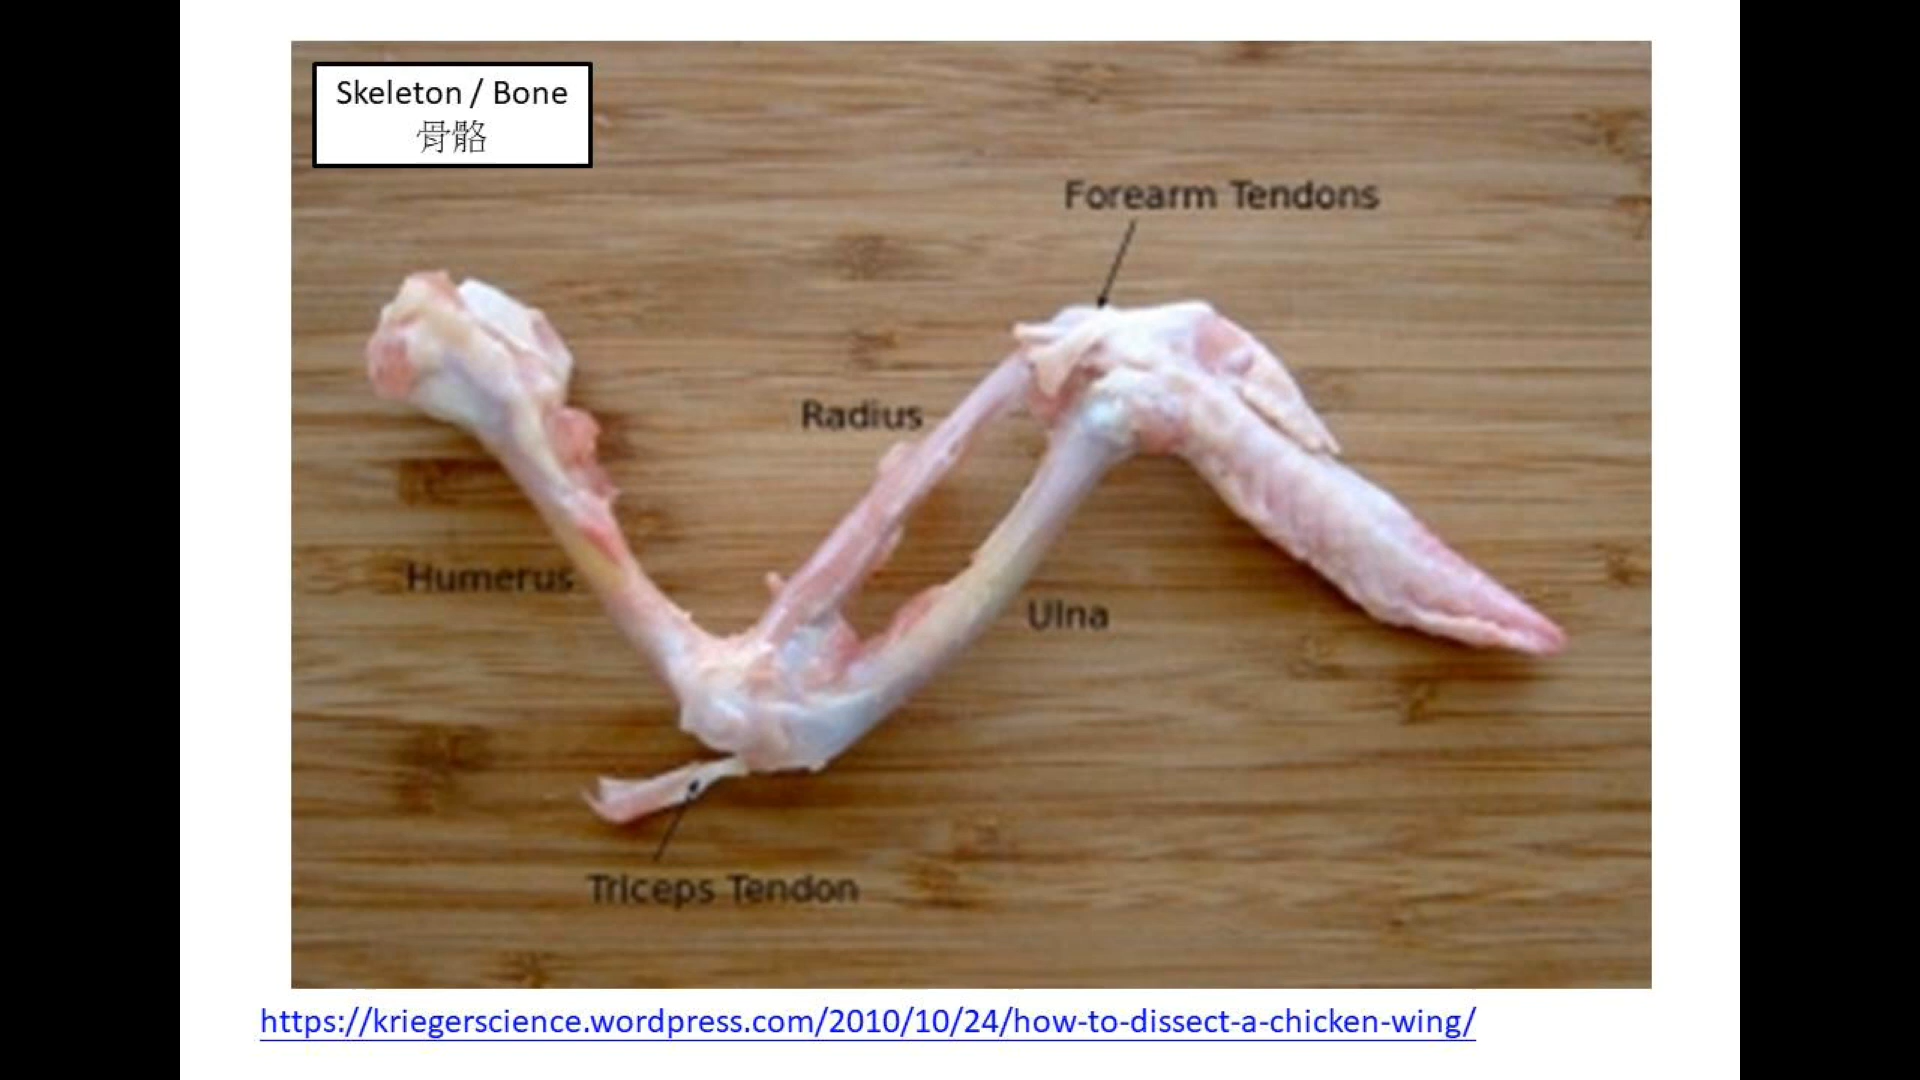 Skeleton / Bone
骨骼
Forearm Tendons
Radius
Humerus
Ulna
Triceps Tendon
https://kriegerscience.wordpress.com/2010/10/24/how-to-dissect-a-chicken-wing/